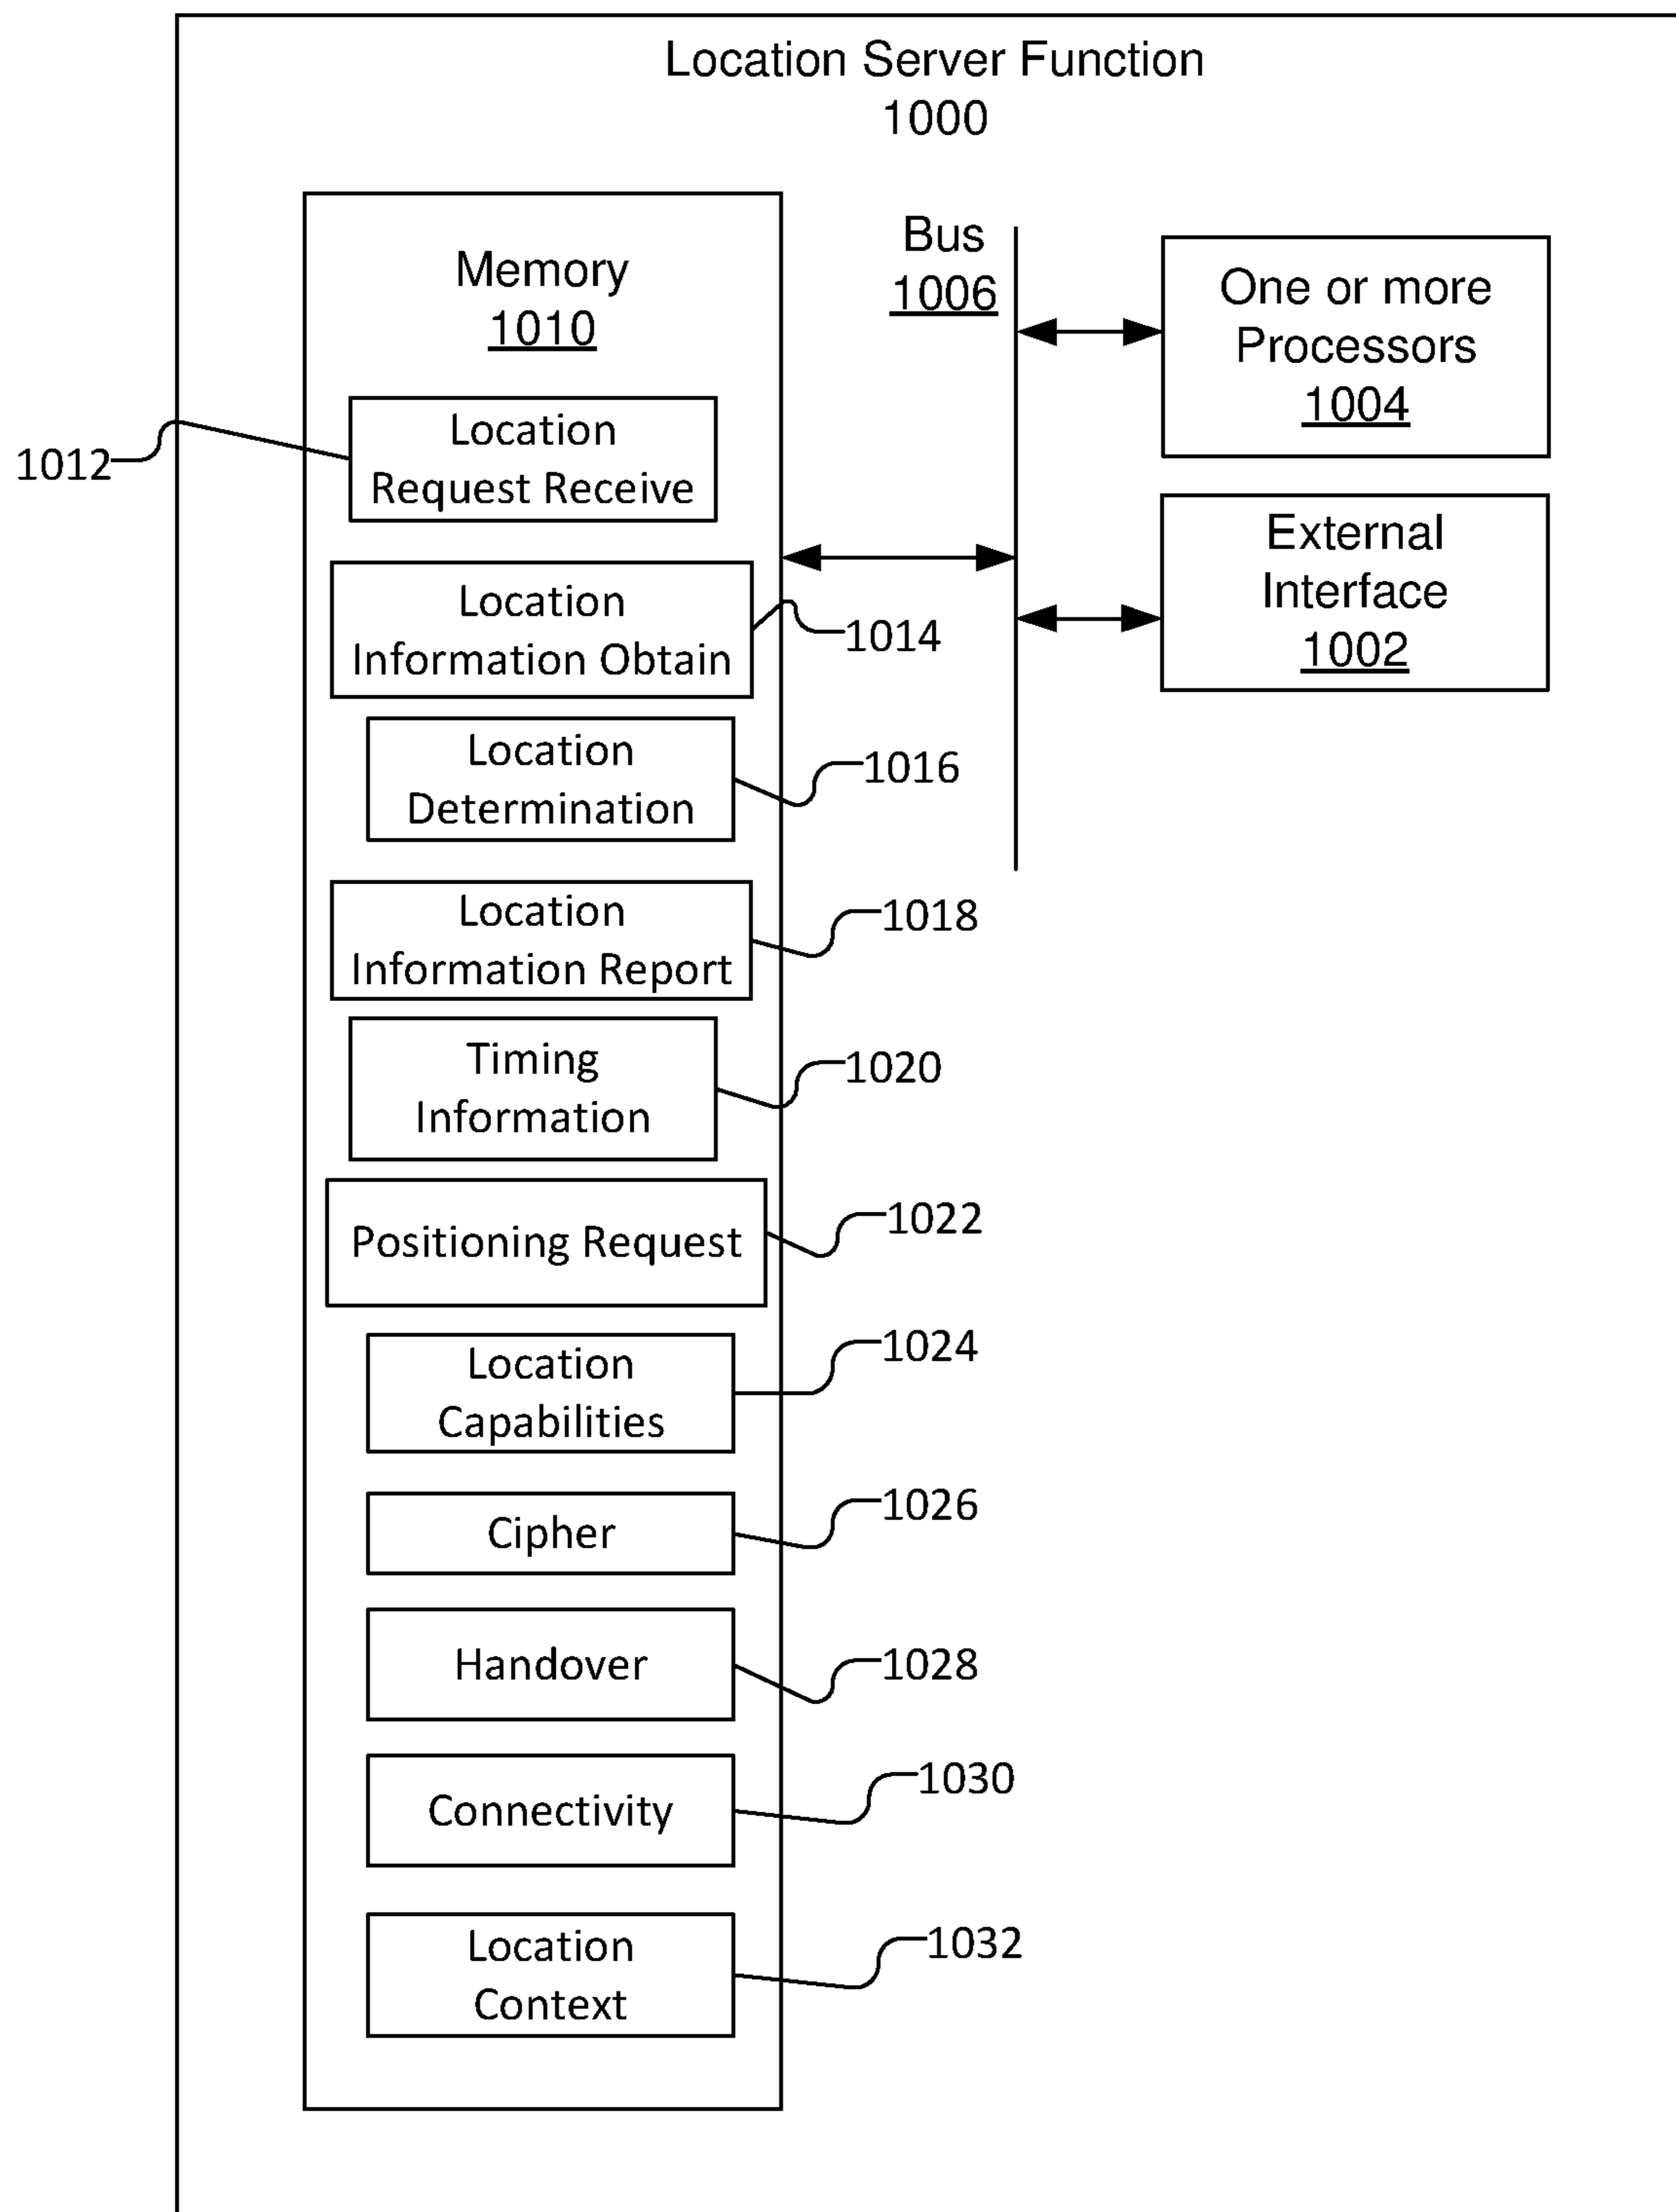 Location Server Function
1000
Memory
1010
Bus
1006
One or more
Processors
1004
External
Interface
1002
1012
Location
Request Receive
Location
Information Obtain
1014
Location
Determination
1016
Location
Information Report
1018
Timing
Information
1020
Positioning Request
1022
Location
Capabilities
1024
Cipher
1026
Handover
1028
Connectivity
1030
Location
Context
1032